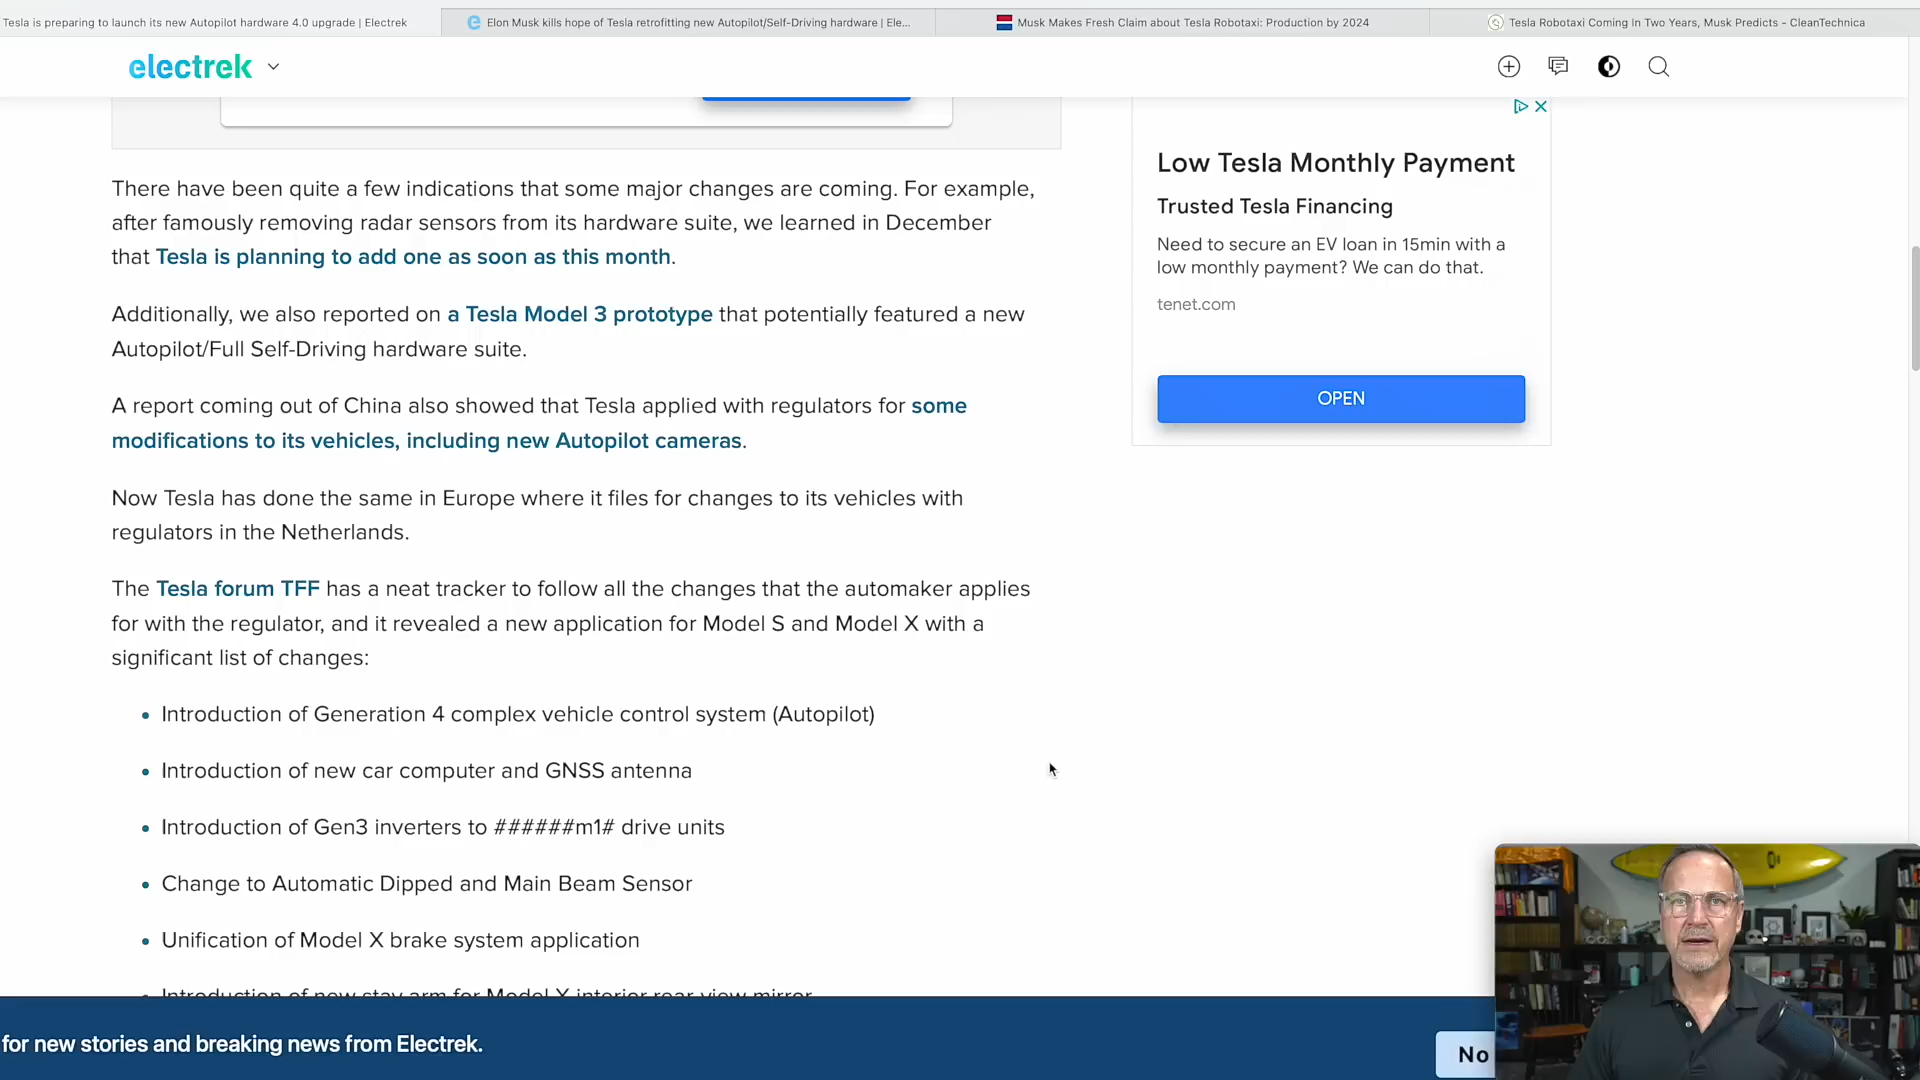 Tesla is preparing to launch its new Autopilot hardware 4.0 upgrade | Electrek
Elon Musk kills hope of Tesla retrofitting new Autopilot/Self-Driving hardware | Ele...
Musk Makes Fresh Claim about Tesla Robotaxi: Production by 2024
Tesla Robotaxi Coming In Two Years, Musk Predicts - CleanTechnica
electrek
There have been quite a few indications that some major changes are coming. For example,
after famously removing radar sensors from its hardware suite, we learned in December
that Tesla is planning to add one as soon as this month.
Additionally, we also reported on a Tesla Model 3 prototype that potentially featured a new
Autopilot/Full Self-Driving hardware suite.
A report coming out of China also showed that Tesla applied with regulators for some
modifications to its vehicles, including new Autopilot cameras.
Now Tesla has done the same in Europe where it files for changes to its vehicles with
regulators in the Netherlands.
The Tesla forum TFF has a neat tracker to follow all the changes that the automaker applies
for with the regulator, and it revealed a new application for Model S and Model X with a
significant list of changes:
• Introduction of Generation 4 complex vehicle control system (Autopilot)
• Introduction of new car computer and GNSS antenna
• Introduction of Gen3 inverters to ######m1# drive units
• Change to Automatic Dipped and Main Beam Sensor
• Unification of Model X brake system application
• Introduction of new stay arm for Model X interior rear view mirror
Low Tesla Monthly Payment
Trusted Tesla Financing
Need to secure an EV loan in 15min with a
low monthly payment? We can do that.
tenet.com
OPEN
for new stories and breaking news from Electrek.
No